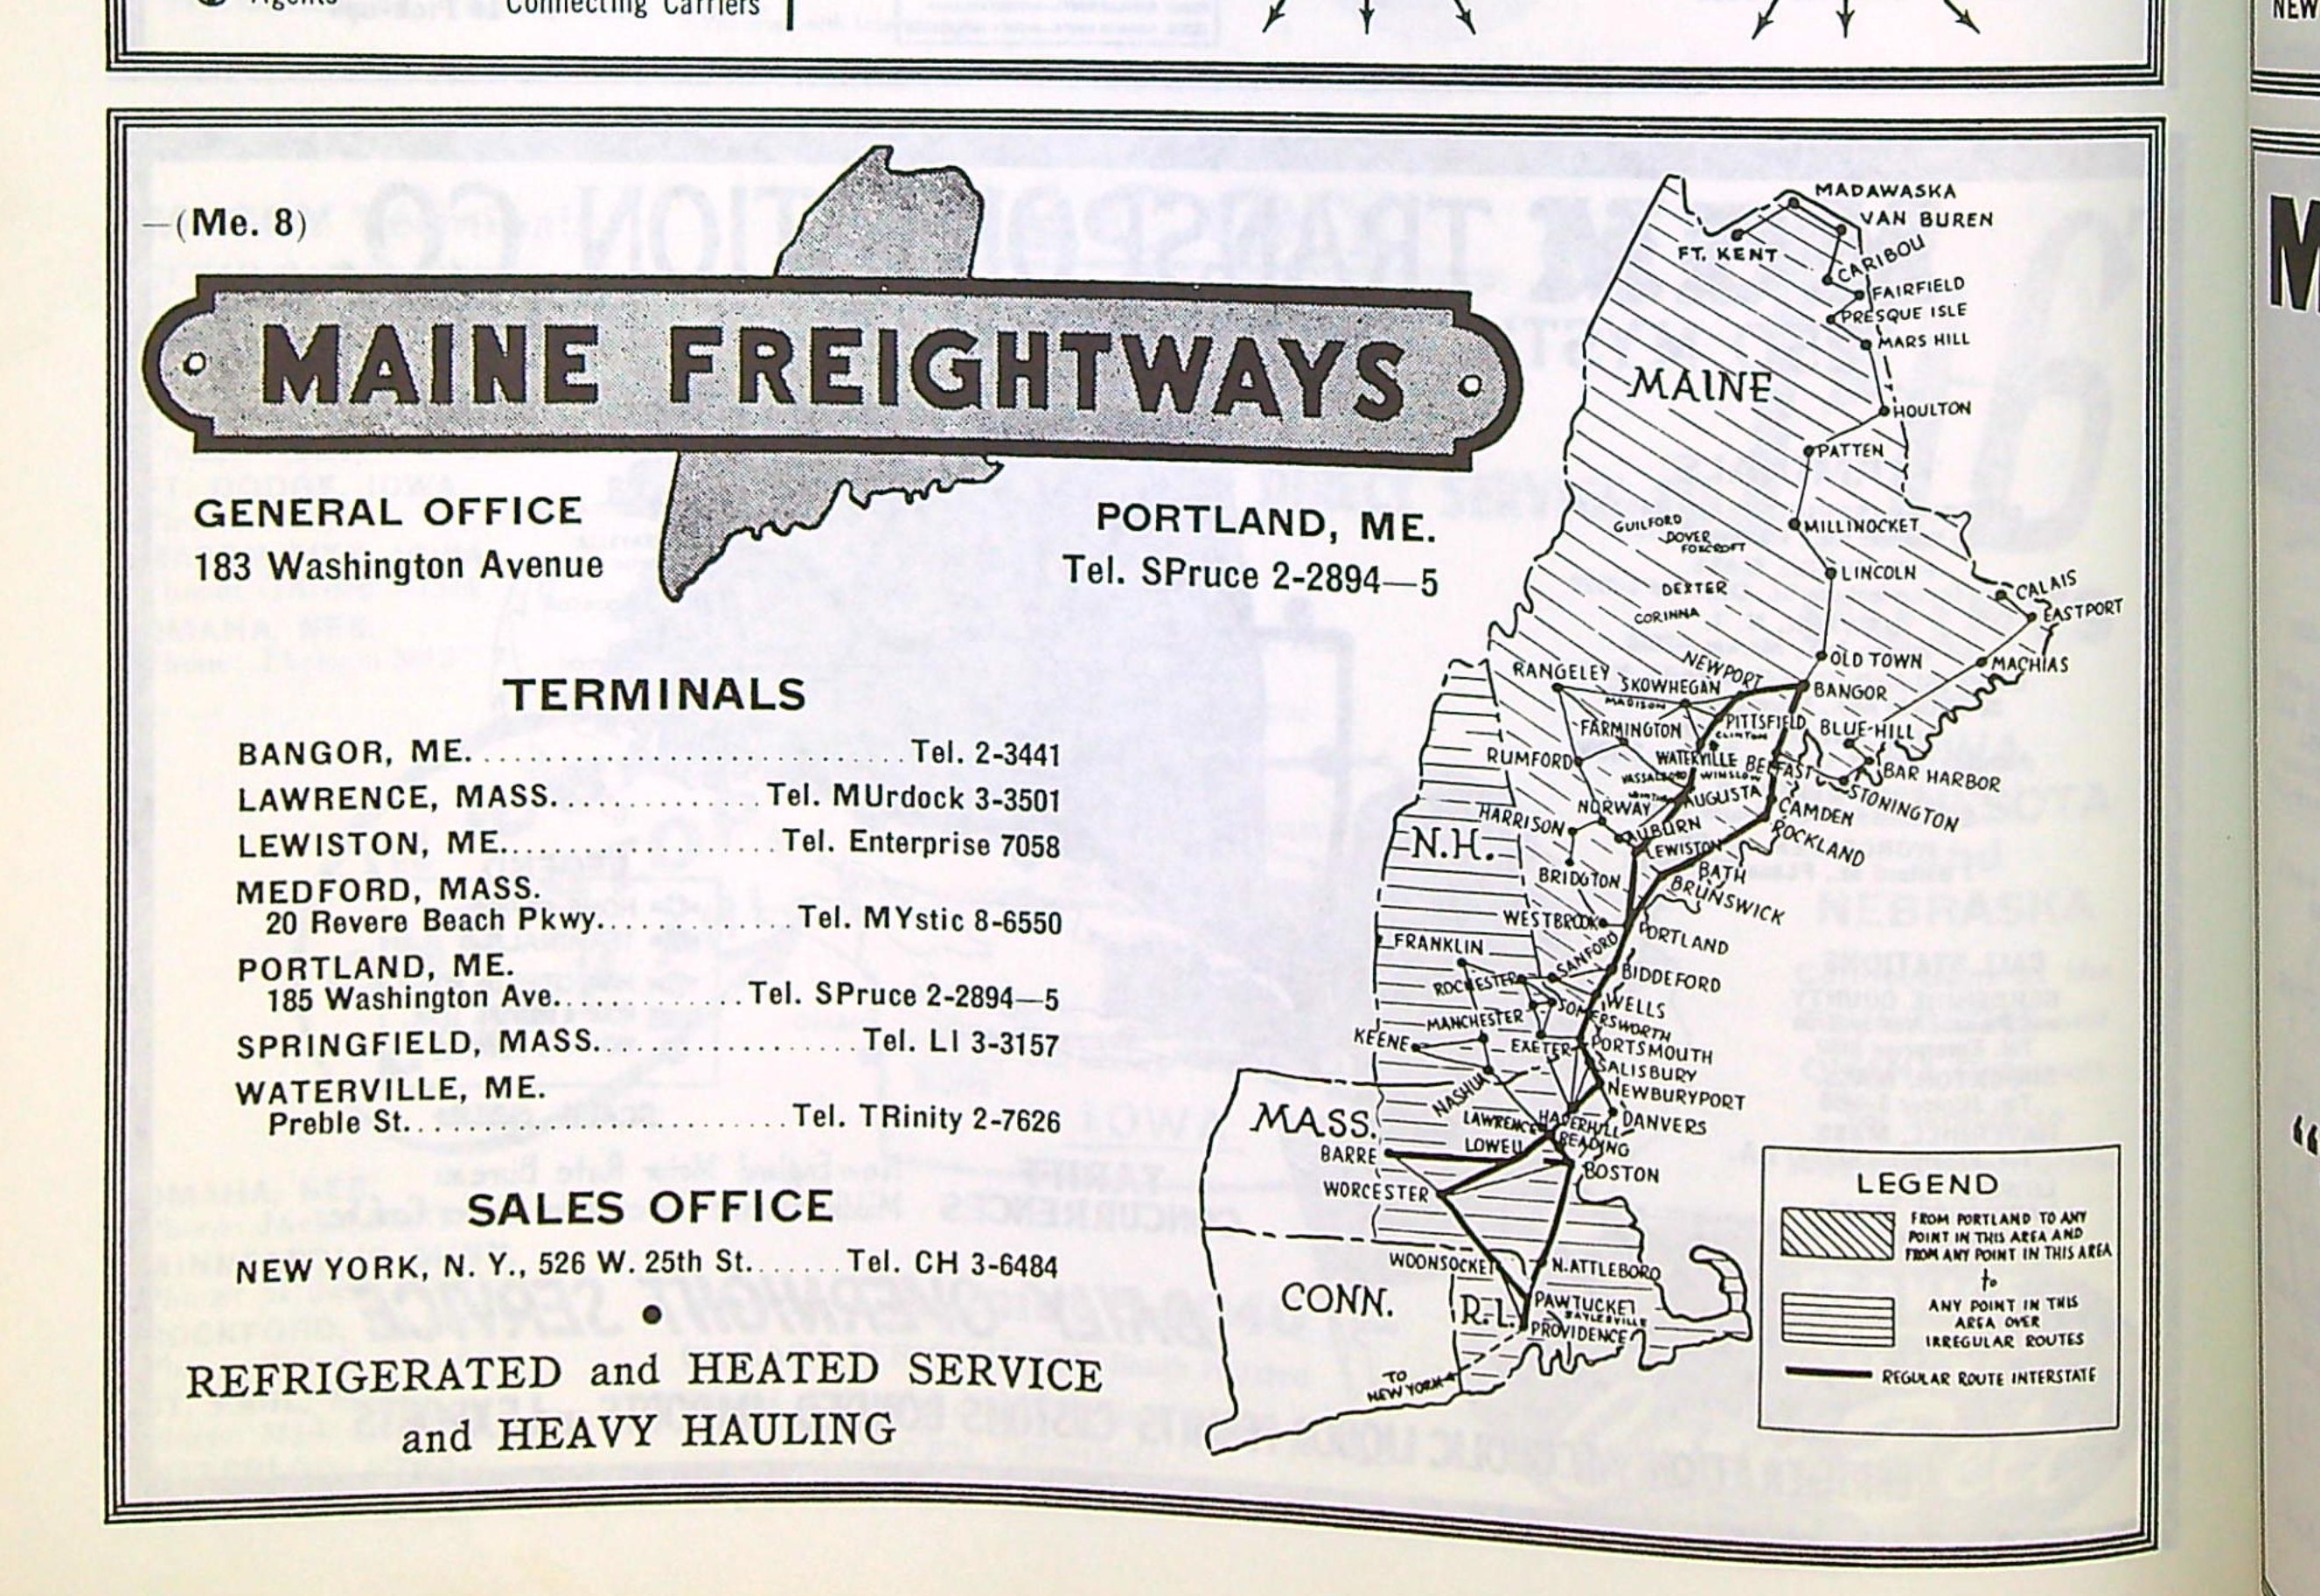 Agents
Connecting Carriers
NEW
—(Me. 8)
MAINE FREIGHTWAYS
GENERAL OFFICE
183 Washington Avenue
PORTLAND, ME.
Tel. SPruce 2-2894—5
TERMINALS
BANGOR, ME. Tel. 2-3441
LAWRENCE, MASS. Tel. MUrdock 3-3501
LEWISTON, ME. Tel. Enterprise 7058
MEDFORD, MASS.
20 Revere Beach Pkwy. Tel. MYstic 8-6550
PORTLAND, ME.
185 Washington Ave. Tel. SPruce 2-2894—5
SPRINGFIELD, MASS. Tel. LI 3-3157
WATERVILLE, ME.
Preble St. Tel. TRinity 2-7626
SALES OFFICE
NEW YORK, N. Y., 526 W. 25th St. Tel. CH 3-6484
•
REFRIGERATED and HEATED SERVICE
and HEAVY HAULING
MADAWASKA
VAN BUREN
FT. KENT
CARIBOU
FAIRFIELD
PRESQUE ISLE
MARS HILL
MAINE
HOULTON
PATTEN
GUILFORD
MILLINOCKET
DOVER
FOXCROFT
LINCOLN
DEXTER
CALAIS
CORINNA
EASTPORT
OLD TOWN
MACHIAS
NEWPORT
RANGELEY
SKOWHEGAN
BANGOR
MADISON
FARMINGTON
PITTSFIELD
CLINTON
BLUE-HILL
RUMFORD
WATERVILLE
BELFAST
BAR HARBOR
VASSALBORO
WINSLOW
STONINGTON
NORWAY
AUGUSTA
CAMDEN
HARRISON
AUBURN
ROCKLAND
N.H.
LEWISTON
BATH
BRIDGTON
BRUNSWICK
WESTBROOK
PORTLAND
FRANKLIN
SANFORD
BIDDEFORD
ROCHESTER
WELLS
SOMERSWORTH
MANCHESTER
KEENE
EXETER
PORTSMOUTH
SALISBURY
NASHUA
NEWBURYPORT
MASS.
LAWRENCE
HAVERHILL
DANVERS
LOWELL
READING
BARRE
BOSTON
WORCESTER
WOONSOCKET
N. ATTLEBORO
CONN.
R.I.
PAWTUCKET
SAYLESVILLE
PROVIDENCE
TO
NEW YORK
LEGEND
FROM PORTLAND TO ANY
POINT IN THIS AREA AND
FROM ANY POINT IN THIS AREA
to
ANY POINT IN THIS
AREA OVER
IRREGULAR ROUTES
REGULAR ROUTE INTERSTATE
M
“